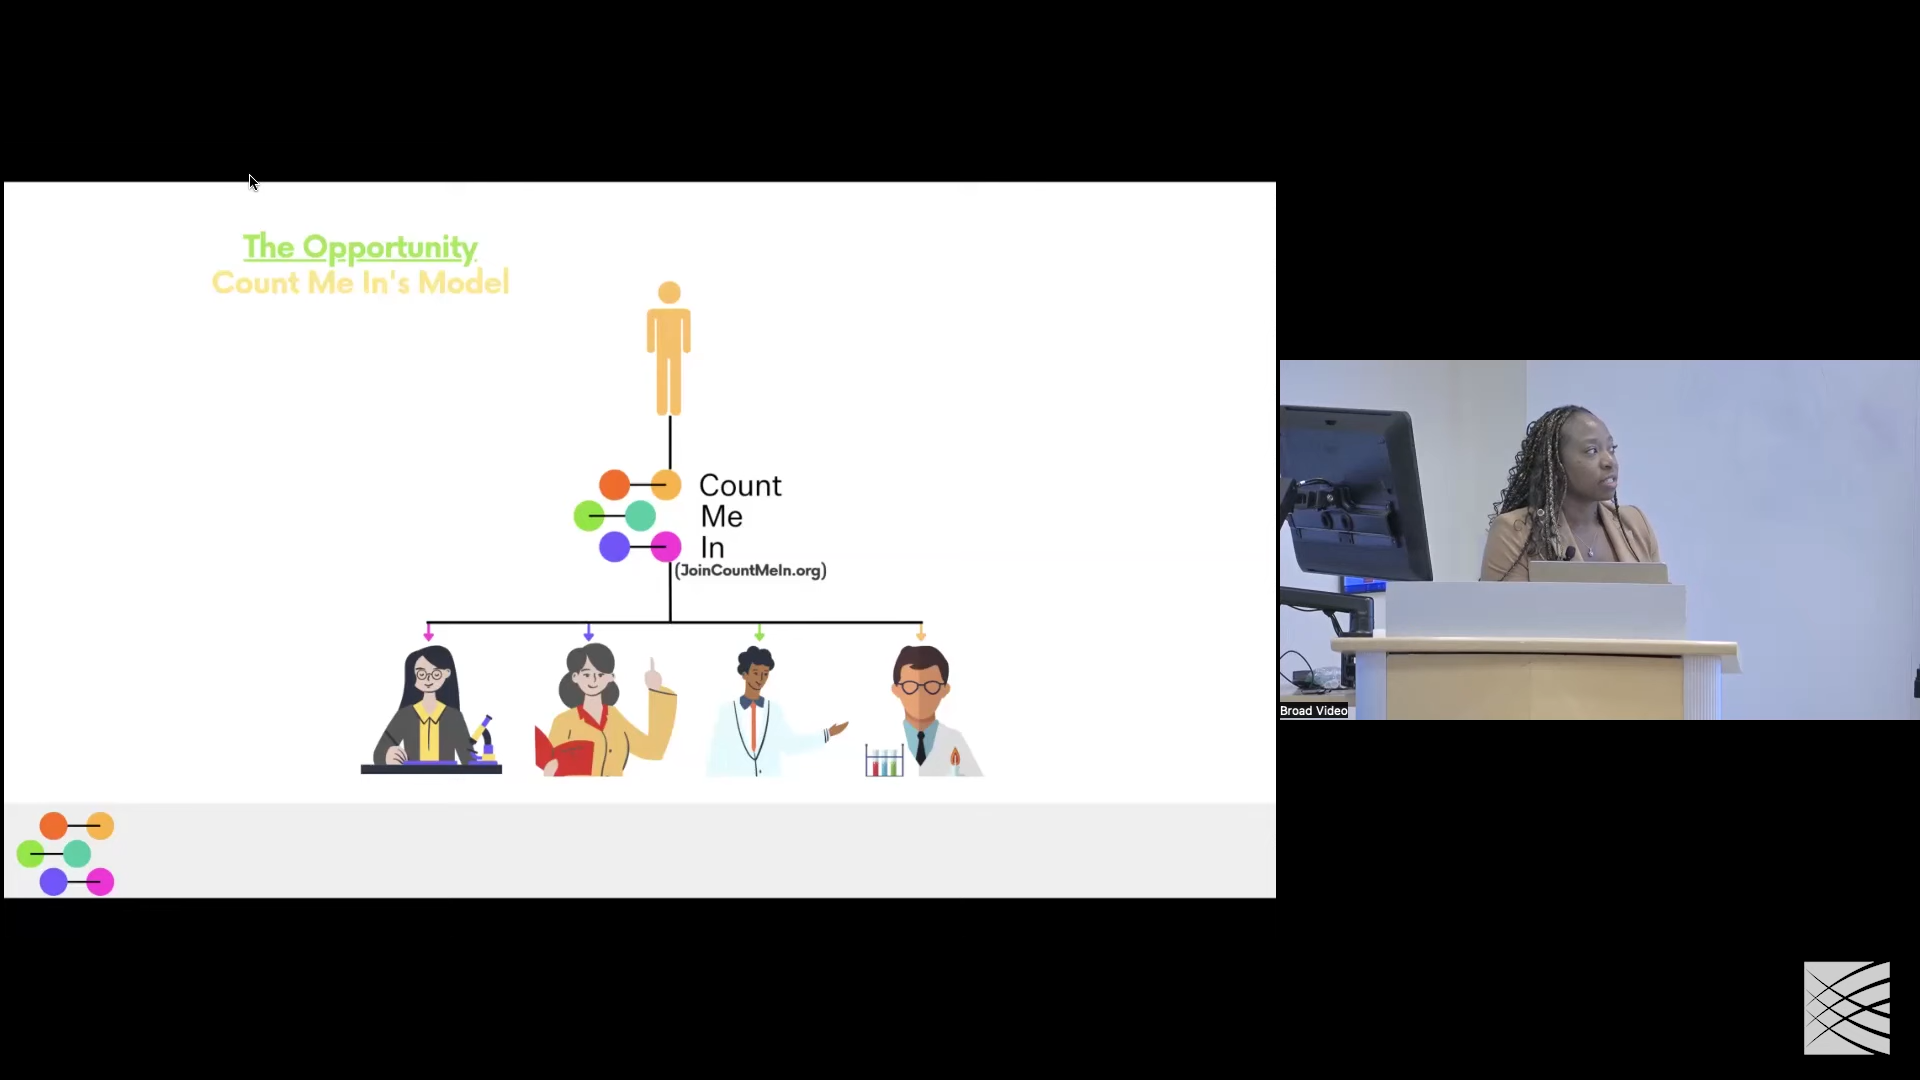 The Opportunity
Count Me In's Model
Count
Me
In
(JoinCountMeIn.org)
Broad Video